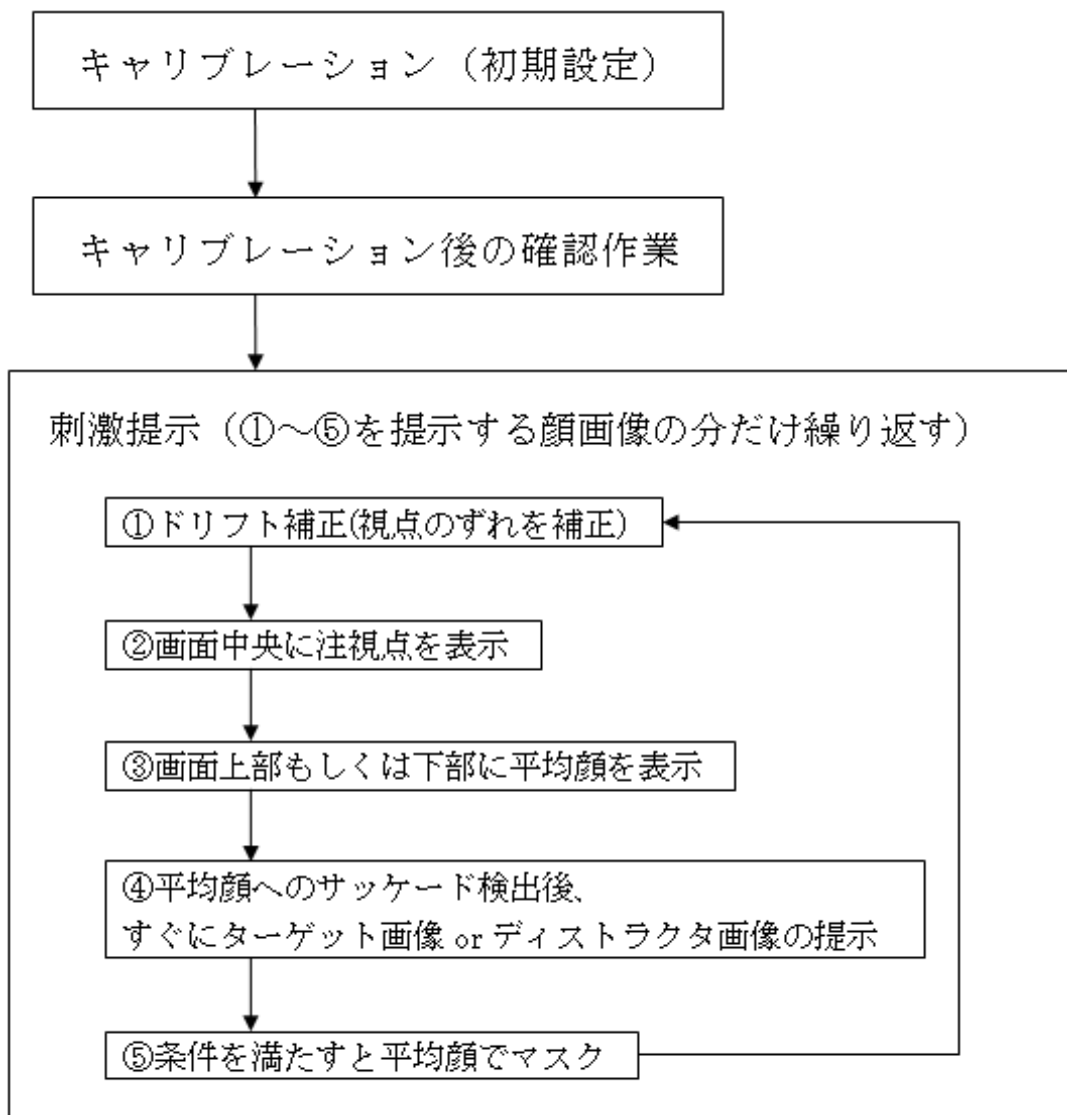 キャリブレーション（初期設定）
キャリブレーション後の確認作業
刺激提示（①～⑤を提示する顔画像の分だけ繰り返す）
①ドリフト補正(視点のずれを補正)
②画面中央に注視点を表示
③画面上部もしくは下部に平均顔を表示
④平均顔へのサッケード検出後、
すぐにターゲット画像 or ディストラクタ画像の提示
⑤条件を満たすと平均顔でマスク